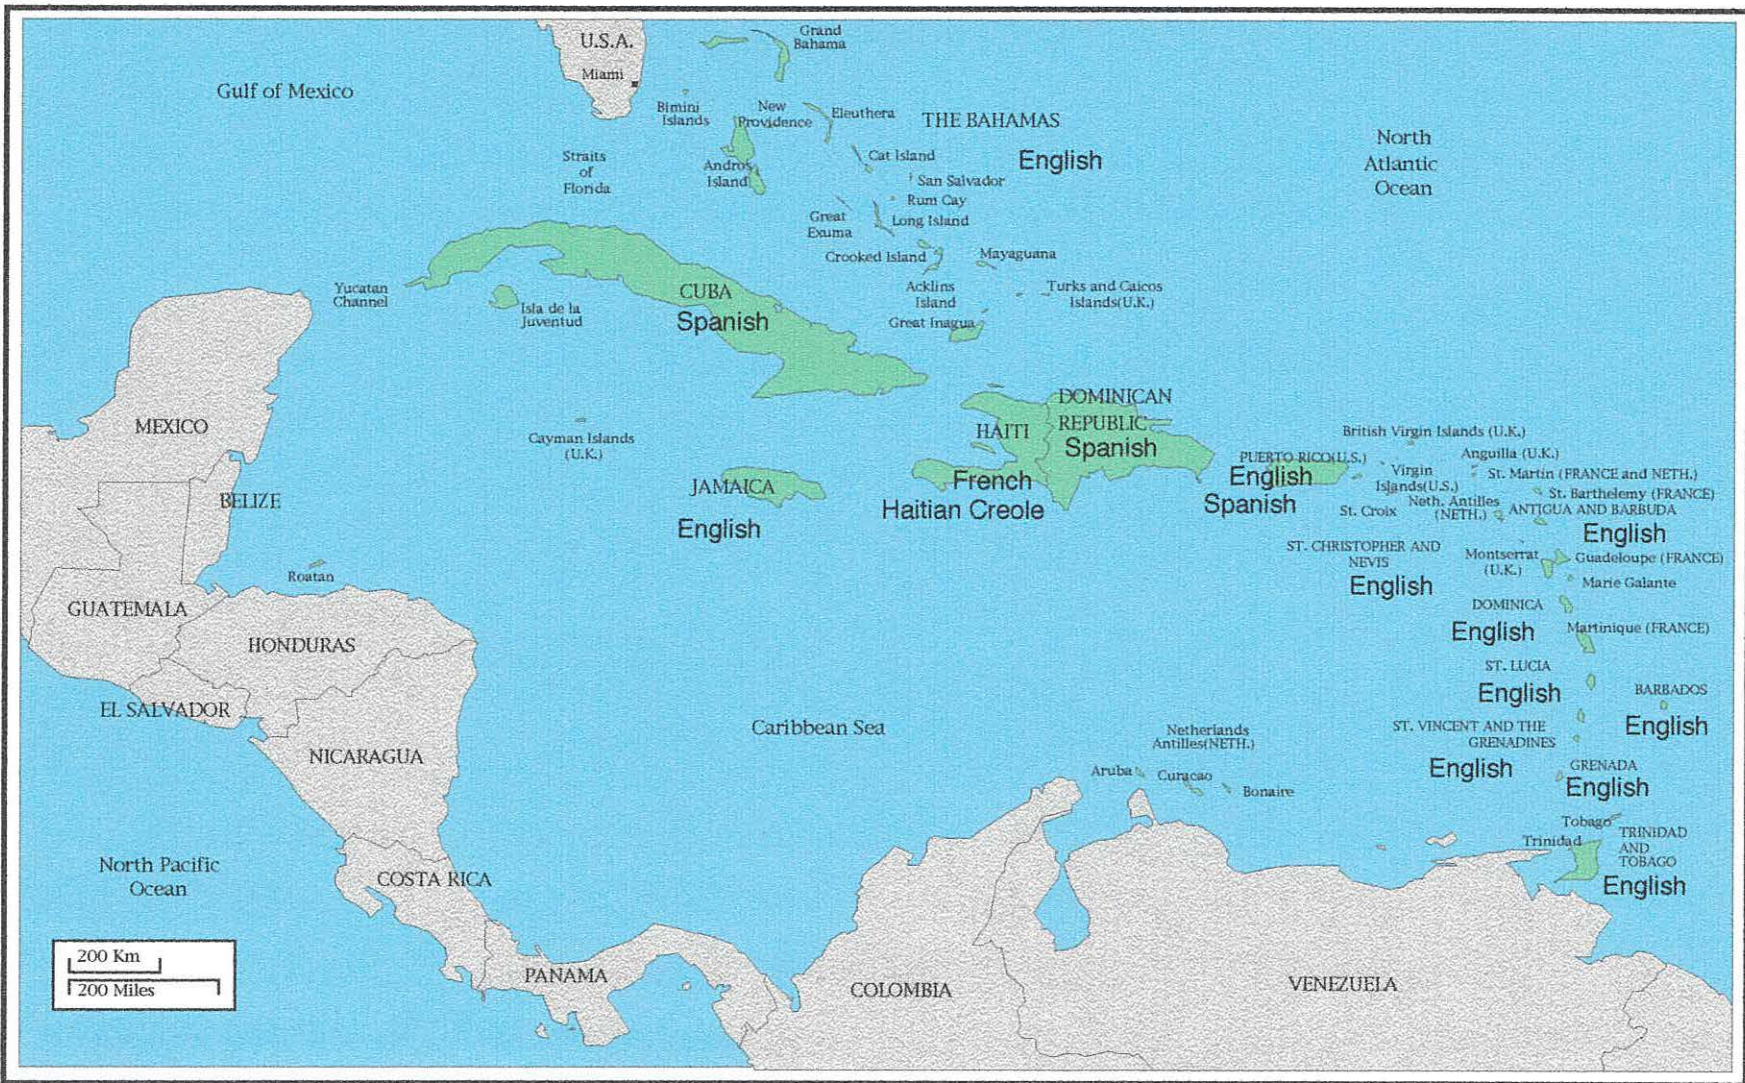 U.S.A.
Miami
Grand
Bahama
Gulf of Mexico
Bimini
Islands
New
Providence
Eleuthera
THE BAHAMAS
English
North
Atlantic
Ocean
Straits
of
Florida
Andros
Island
Cat Island
San Salvador
Rum Cay
Great
Exuma
Long Island
Crooked Island
Mayaguana
Acklins
Island
Turks and Caicos
Islands(U.K.)
Great Inagua
Yucatan
Channel
Isla de la
Juventud
CUBA
Spanish
MEXICO
Cayman Islands
(U.K.)
JAMAICA
English
HAITI
French
Haitian Creole
DOMINICAN
REPUBLIC
Spanish
PUERTO RICO(U.S.)
English
Spanish
British Virgin Islands (U.K.)
Anguilla (U.K.)
Virgin
Islands(U.S.)
St. Martin (FRANCE and NETH.)
St. Barthelemy (FRANCE)
St. Croix
Neth. Antilles
(NETH.)
ANTIGUA AND BARBUDA
English
ST. CHRISTOPHER AND
NEVIS
English
Montserrat
(U.K.)
Guadeloupe (FRANCE)
Marie Galante
DOMINICA
English
Martinique (FRANCE)
ST. LUCIA
English
BARBADOS
English
ST. VINCENT AND THE
GRENADINES
English
GRENADA
English
Tobago
Trinidad
TRINIDAD
AND
TOBAGO
English
BELIZE
Roatan
GUATEMALA
HONDURAS
EL SALVADOR
NICARAGUA
Caribbean Sea
Netherlands
Antilles(NETH.)
Aruba
Curacao
Bonaire
North Pacific
Ocean
COSTA RICA
PANAMA
COLOMBIA
VENEZUELA
200 Km
200 Miles